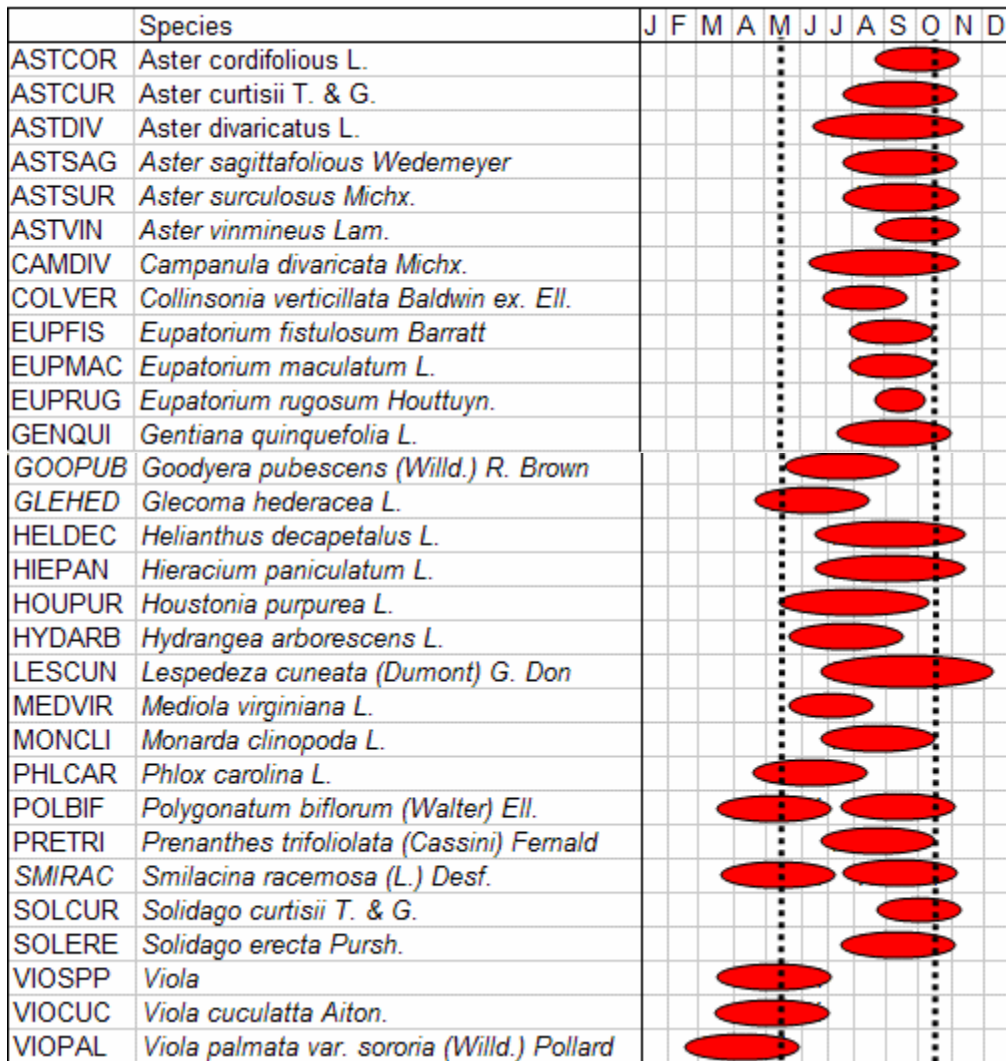 Species J F M A M J J A S O N D
ASTCOR Aster cordifolious L.
ASTCUR Aster curtisii T. & G.
ASTDIV Aster divaricatus L.
ASTSAG Aster sagittafolious Wedemeyer
ASTSUR Aster surculosus Michx.
ASTVIN Aster vinmineus Lam.
CAMDIV Campanula divaricata Michx.
COLVER Collinsonia verticillata Baldwin ex. Ell.
EUPFIS Eupatorium fistulosum Barratt
EUPMAC Eupatorium maculatum L.
EUPRUG Eupatorium rugosum Houttuyn.
GENQUI Gentiana quinquefolia L.
GOOPUB Goodyera pubescens (Willd.) R. Brown
GLEHED Glecoma hederacea L.
HELDEC Helianthus decapetalus L.
HIEPAN Hieracium paniculatum L.
HOUPUR Houstonia purpurea L.
HYDARB Hydrangea arborescens L.
LESCUN Lespedeza cuneata (Dumont) G. Don
MEDVIR Mediola virginiana L.
MONCLI Monarda clinopoda L.
PHLCAR Phlox carolina L.
POLBIF Polygonatum biflorum (Walter) Ell.
PRETRI Prenanthes trifoliolata (Cassini) Fernald
SMIRAC Smilacina racemosa (L.) Desf.
SOLCUR Solidago curtisii T. & G.
SOLERE Solidago erecta Pursh.
VIOSPP Viola
VIOCUC Viola cuculatta Aiton.
VIOPAL Viola palmata var. sororia (Willd.) Pollard